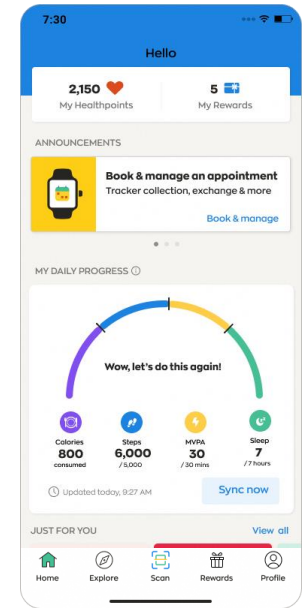 7:30
Hello
2,150
5
My Healthpoints
My Rewards
ANNOUNCEMENTS
Book & manage an appointment
Tracker collection, exchange & more
Book & manage
MY DAILY PROGRESS
Wow, let's do this again!
Calories
800
consumed
Steps
6,000
/ 5,000
MVPA
30
/ 30 mins
Sleep
7
/ 7 hours
Updated today, 9:27 AM
Sync now
JUST FOR YOU
View all
Home
Explore
Scan
Rewards
Profile